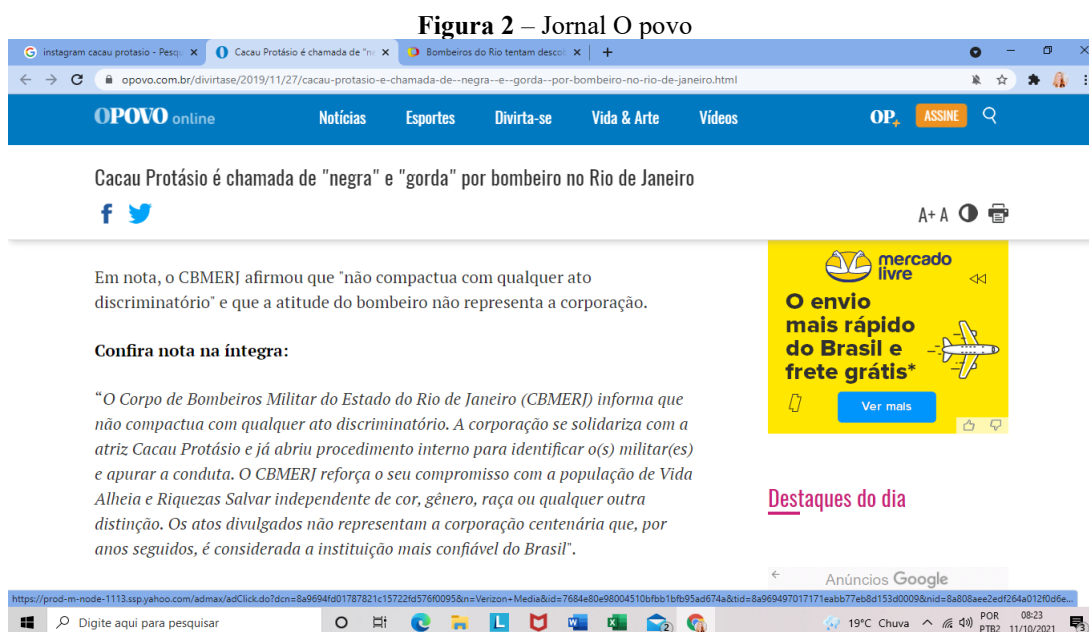 Figura 2 – Jornal O povo
instagram cacau protasio - Pesqu
Cacau Protásio é chamada de "ne
Bombeiros do Rio tentam descob
opovo.com.br/divirtase/2019/11/27/cacau-protasio-e-chamada-de--negra--e--gorda--por-bombeiro-no-rio-de-janeiro.html
OPOVO online
Notícias Esportes Divirta-se Vida & Arte Vídeos
OP+ ASSINE
Cacau Protásio é chamada de "negra" e "gorda" por bombeiro no Rio de Janeiro
A+ A
Em nota, o CBMERJ afirmou que "não compactua com qualquer ato
discriminatório" e que a atitude do bombeiro não representa a corporação.
Confira nota na íntegra:
“O Corpo de Bombeiros Militar do Estado do Rio de Janeiro (CBMERJ) informa que
não compactua com qualquer ato discriminatório. A corporação se solidariza com a
atriz Cacau Protásio e já abriu procedimento interno para identificar o(s) militar(es)
e apurar a conduta. O CBMERJ reforça o seu compromisso com a população de Vida
Alheia e Riquezas Salvar independente de cor, gênero, raça ou qualquer outra
distinção. Os atos divulgados não representam a corporação centenária que, por
anos seguidos, é considerada a instituição mais confiável do Brasil".
mercado
livre
O envio
mais rápido
do Brasil e
frete grátis*
Ver mais
Destaques do dia
Anúncios Google
Digite aqui para pesquisar
19°C Chuva
POR
PTB2
08:23
11/10/2021